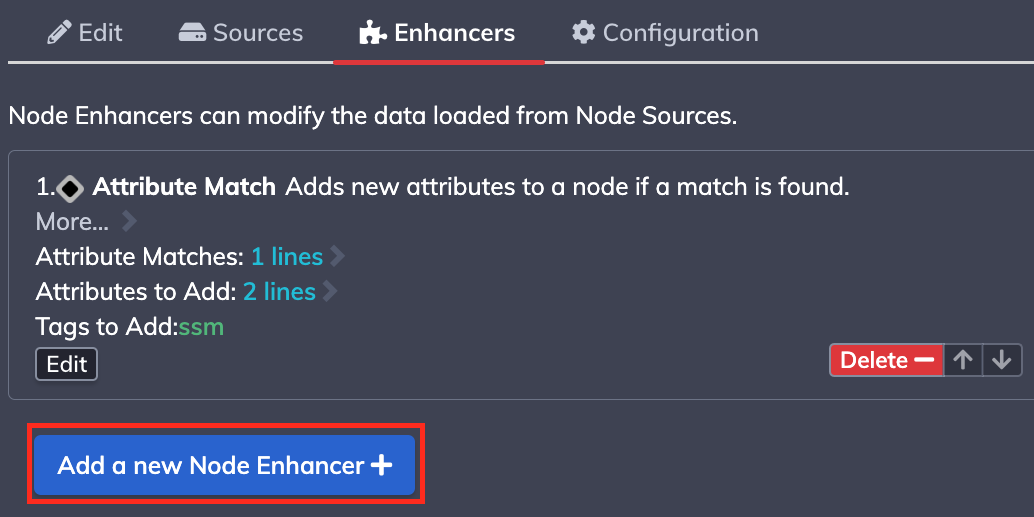 Edit Sources Enhancers Configuration
Node Enhancers can modify the data loaded from Node Sources.
1. Attribute Match Adds new attributes to a node if a match is found.
More...
Attribute Matches: 1 lines
Attributes to Add: 2 lines
Tags to Add:ssm
Edit
Delete
Add a new Node Enhancer